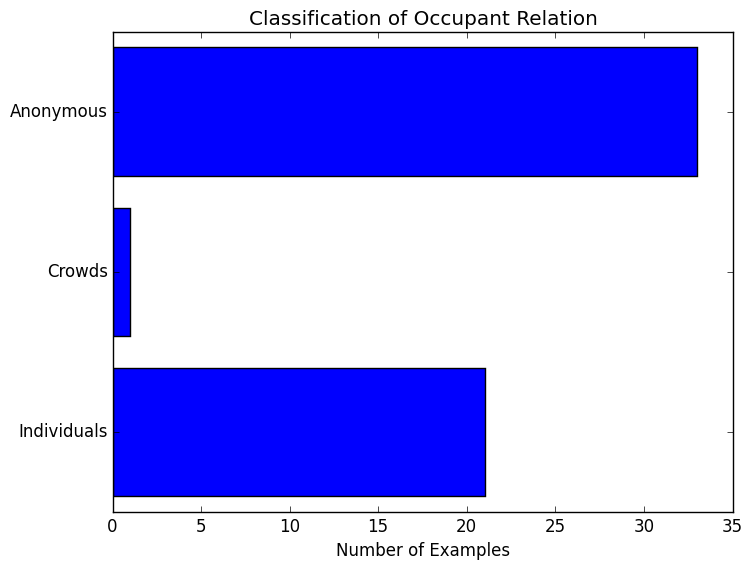 Classification of Occupant Relation
Anonymous
Crowds
Individuals
0 5 10 15 20 25 30 35
Number of Examples